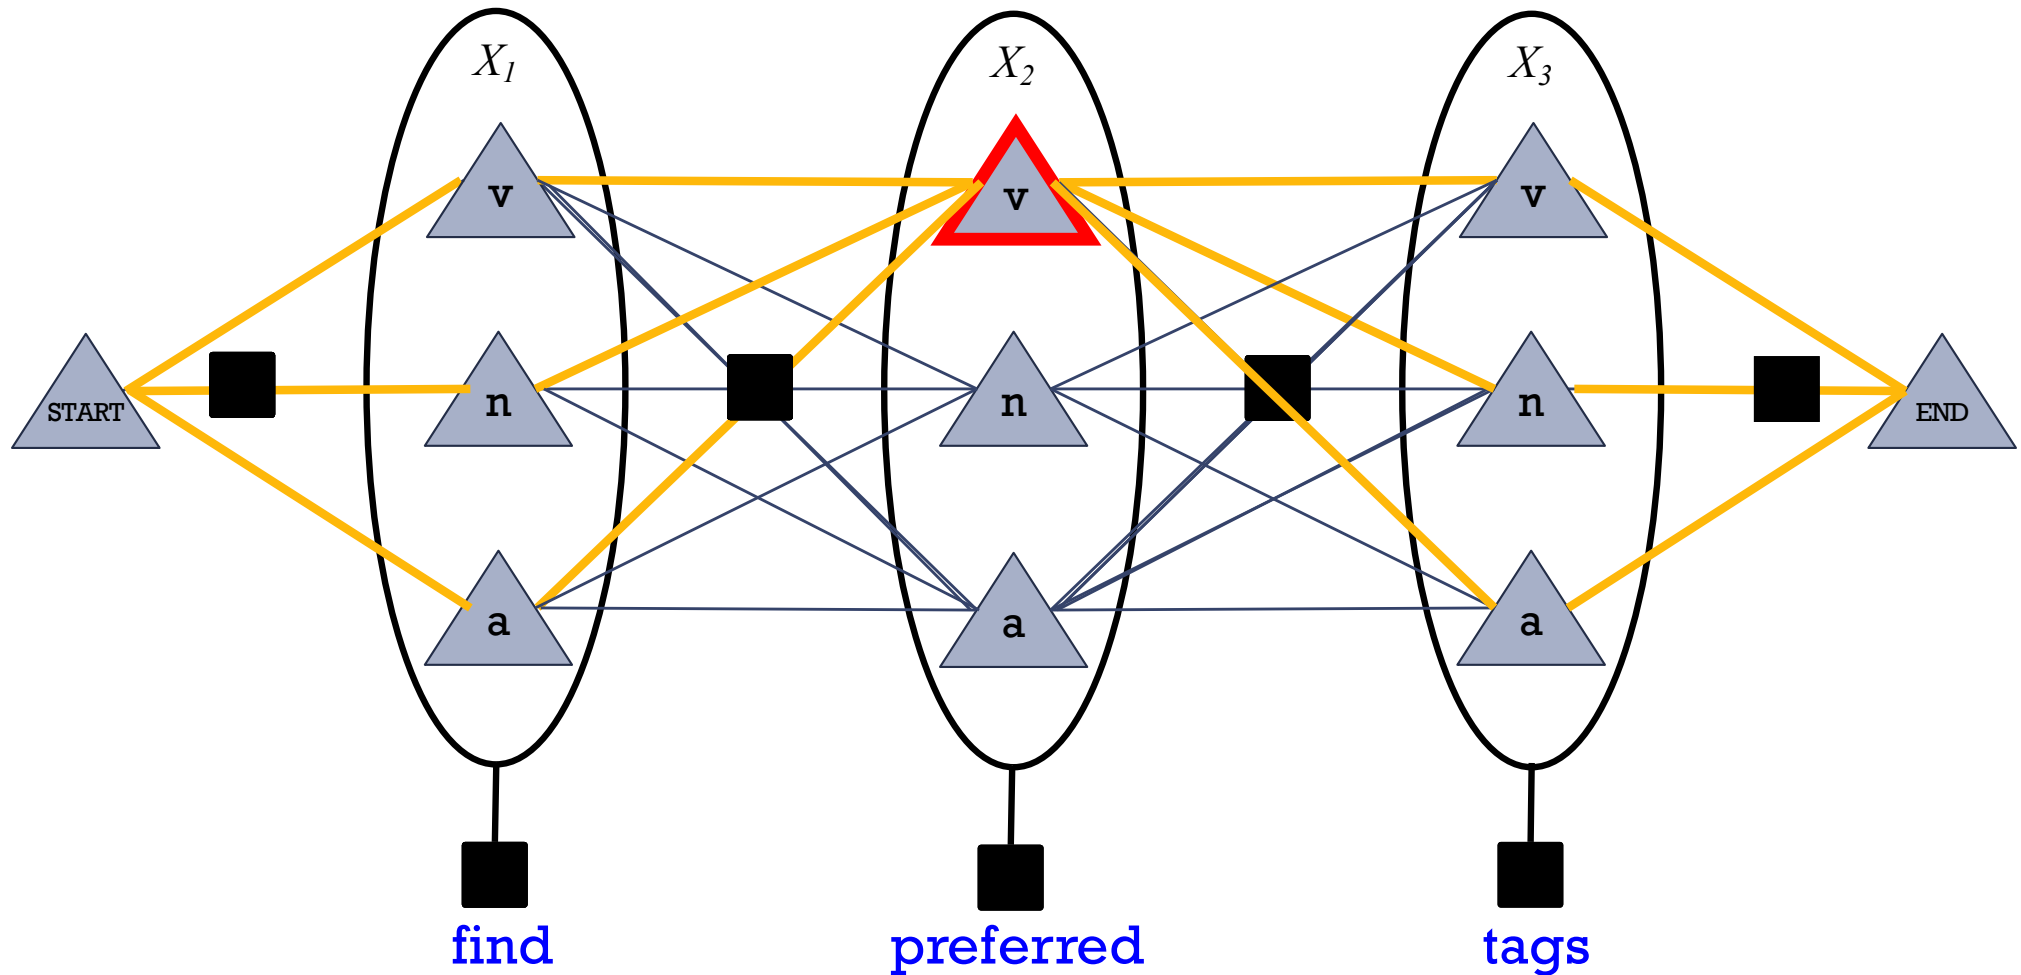 X1 X2 X3
v v v
START n n n END
a a a
find preferred tags